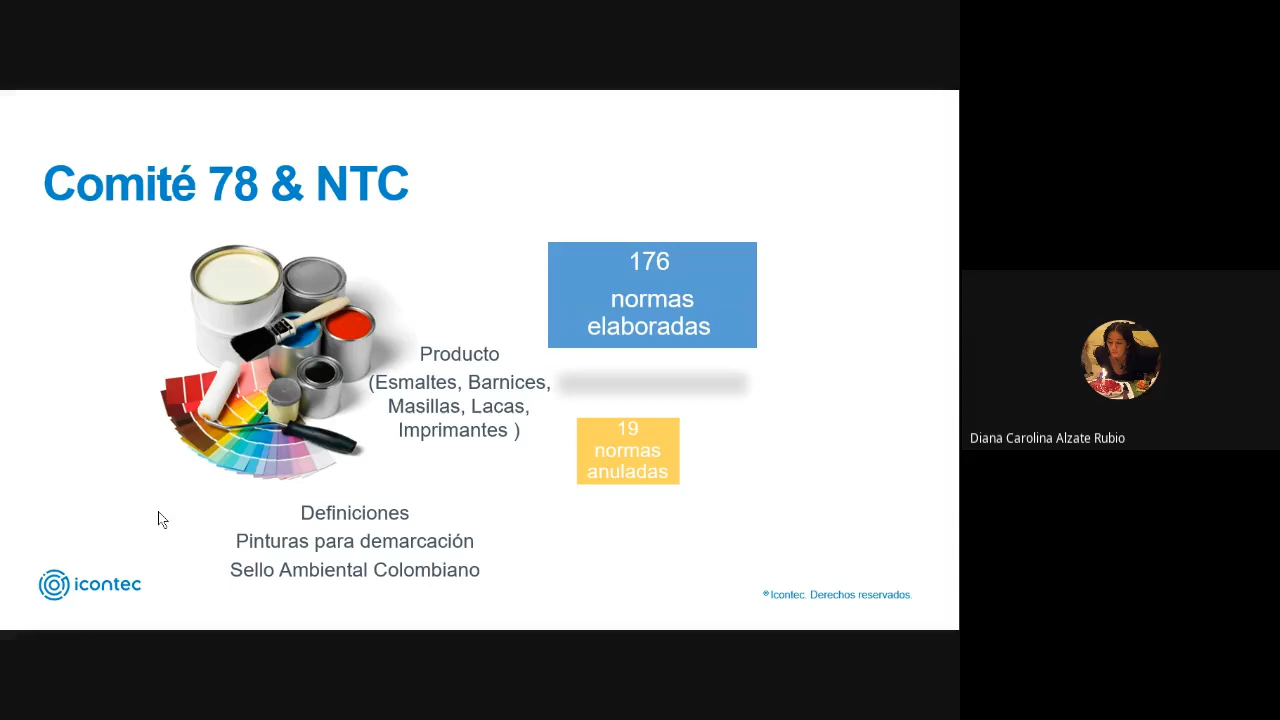 Comité 78 & NTC
176
normas
elaboradas
Producto
(Esmaltes, Barnices,
Masillas, Lacas,
Imprimantes )
19
normas
anuladas
Definiciones
Pinturas para demarcación
Sello Ambiental Colombiano
icontec
® Icontec. Derechos reservados.
Diana Carolina Alzate Rubio